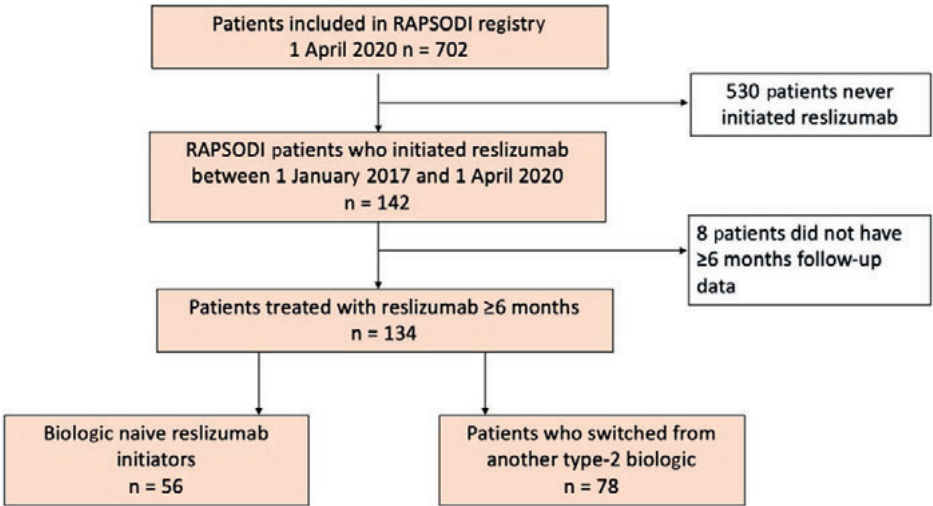 Patients included in RAPSODI registry
1 April 2020 n = 702
530 patients never
initiated reslizumab
RAPSODI patients who initiated reslizumab
between 1 January 2017 and 1 April 2020
n = 142
8 patients did not have
≥6 months follow-up
data
Patients treated with reslizumab ≥6 months
n = 134
Biologic naive reslizumab
initiators
n = 56
Patients who switched from
another type-2 biologic
n = 78